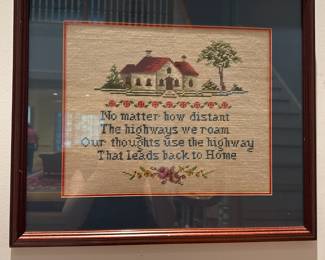 No matter how distant
The highways we roam
Our thoughts use the highway
That leads back to Home